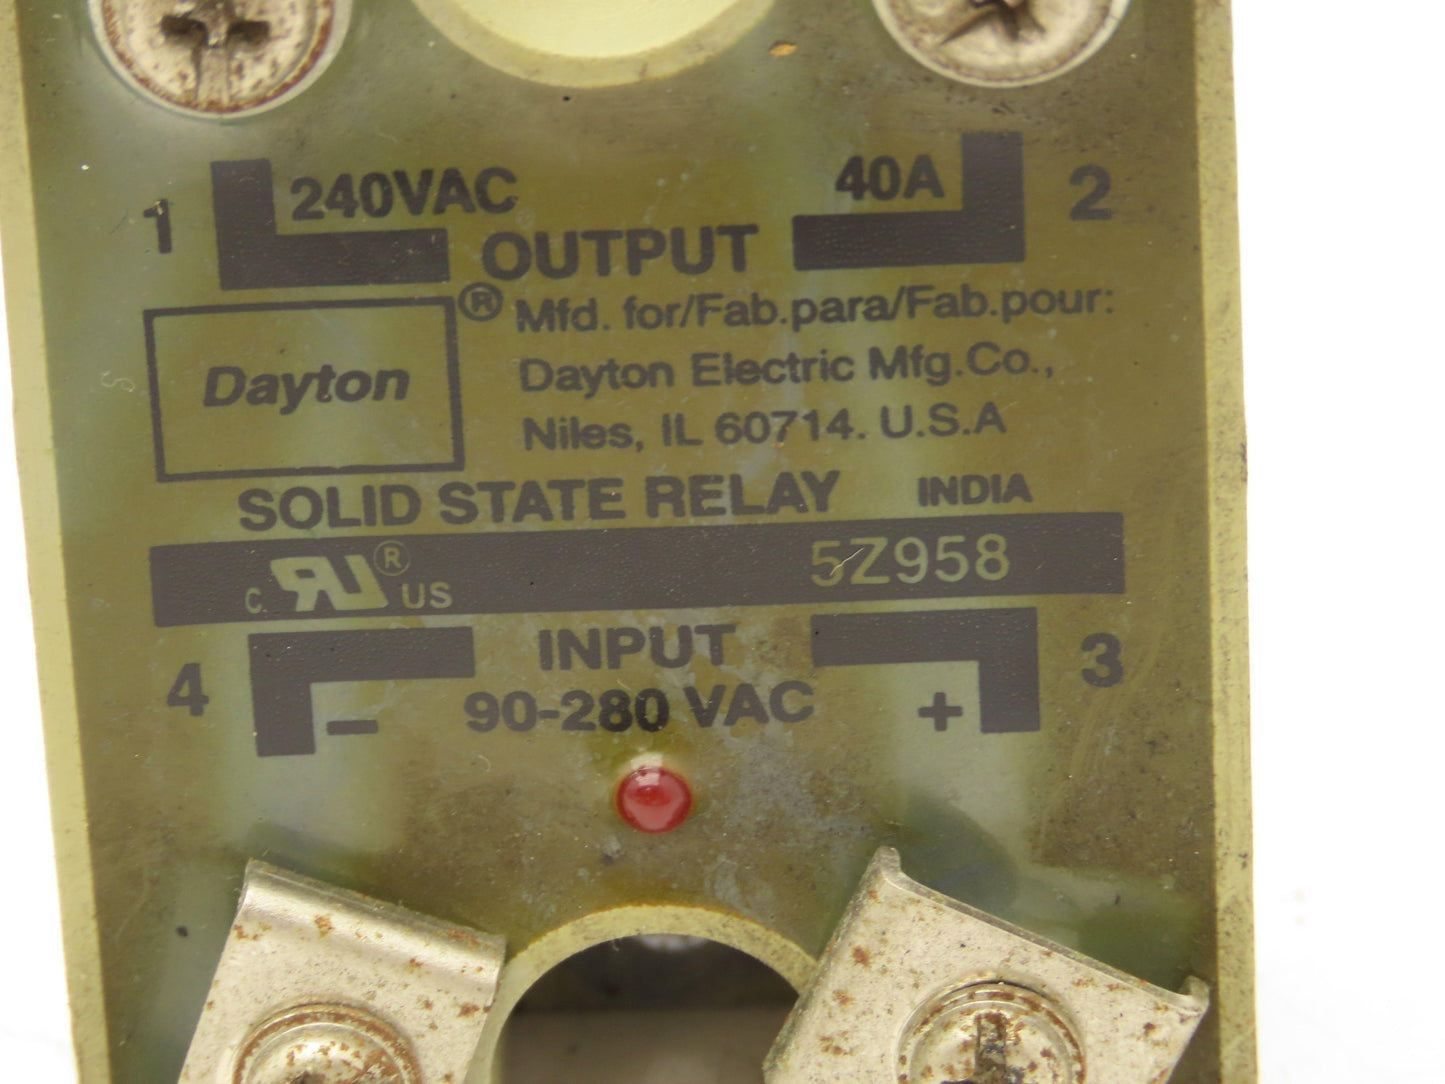 240VAC 40A
1 2
OUTPUT
® Mfd. for/Fab.para/Fab.pour:
Dayton Dayton Electric Mfg.Co.,
Niles, IL 60714. U.S.A
SOLID STATE RELAY INDIA
c. RU ® US 5Z958
4 INPUT 3
- 90-280 VAC +